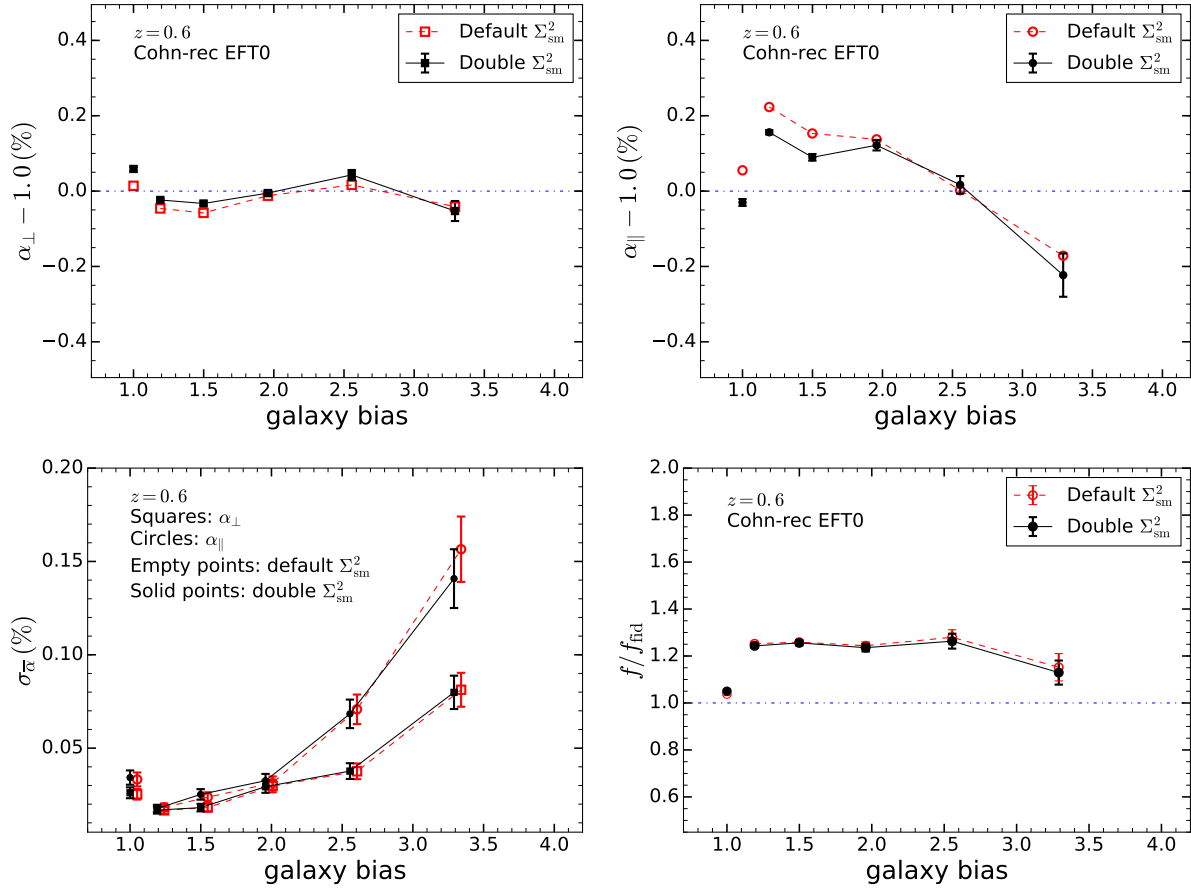 z = 0.6
Cohn-rec EFT0
Default Σ²sm
Double Σ²sm
0.4
0.2
0.0
−0.2
−0.4
α⊥ − 1.0 (%)
1.0 1.5 2.0 2.5 3.0 3.5 4.0
galaxy bias
z = 0.6
Cohn-rec EFT0
Default Σ²sm
Double Σ²sm
0.4
0.2
0.0
−0.2
−0.4
α∥ − 1.0 (%)
1.0 1.5 2.0 2.5 3.0 3.5 4.0
galaxy bias
z = 0.6
Squares: α⊥
Circles: α∥
Empty points: default Σ²sm
Solid points: double Σ²sm
0.20
0.15
0.10
0.05
σα̅ (%)
1.0 1.5 2.0 2.5 3.0 3.5 4.0
galaxy bias
z = 0.6
Cohn-rec EFT0
Default Σ²sm
Double Σ²sm
2.0
1.8
1.6
1.4
1.2
1.0
0.8
0.6
f/ffid
1.0 1.5 2.0 2.5 3.0 3.5 4.0
galaxy bias